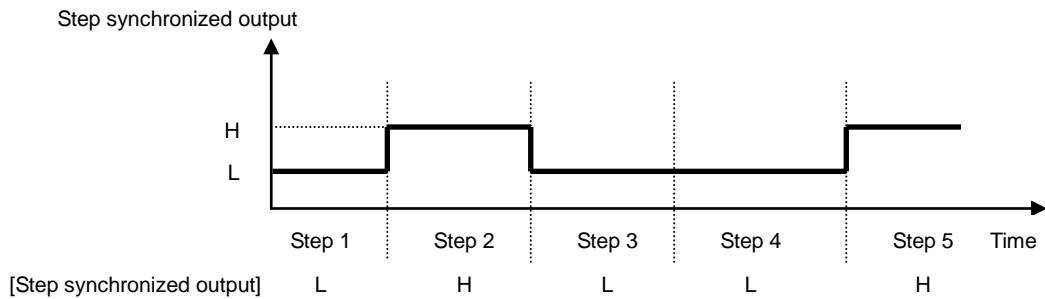 Step synchronized output
H
L
Step 1 Step 2 Step 3 Step 4 Step 5 Time
[Step synchronized output] L H L L H